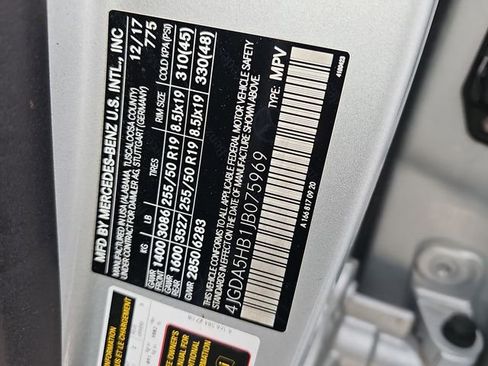 MFD BY MERCEDES-BENZ U.S. INTL., INC 12/17
MANUFACTURED IN USA (ALABAMA, TUSCALOOSA COUNTY) 775
UNDER CONTRACT FOR DAIMLER AG, STUTTGART (GERMANY)
KG LB TIRES RIM SIZE COLD KPA(PSI)
GAWR FRONT 1400/3086 255/50 R19 8.5Jx19 310(45)
GAWR REAR 1600/3527 255/50 R19 8.5Jx19 330(48)
GVWR 2850/6283
THIS VEHICLE CONFORMS TO ALL APPLICABLE FEDERAL MOTOR VEHICLE SAFETY
STANDARDS IN EFFECT ON THE DATE OF MANUFACTURE SHOWN ABOVE.
4JGDA5HB1JB075969 TYPE: MPV
A 166 817 09 20
LE CHARGEMENT